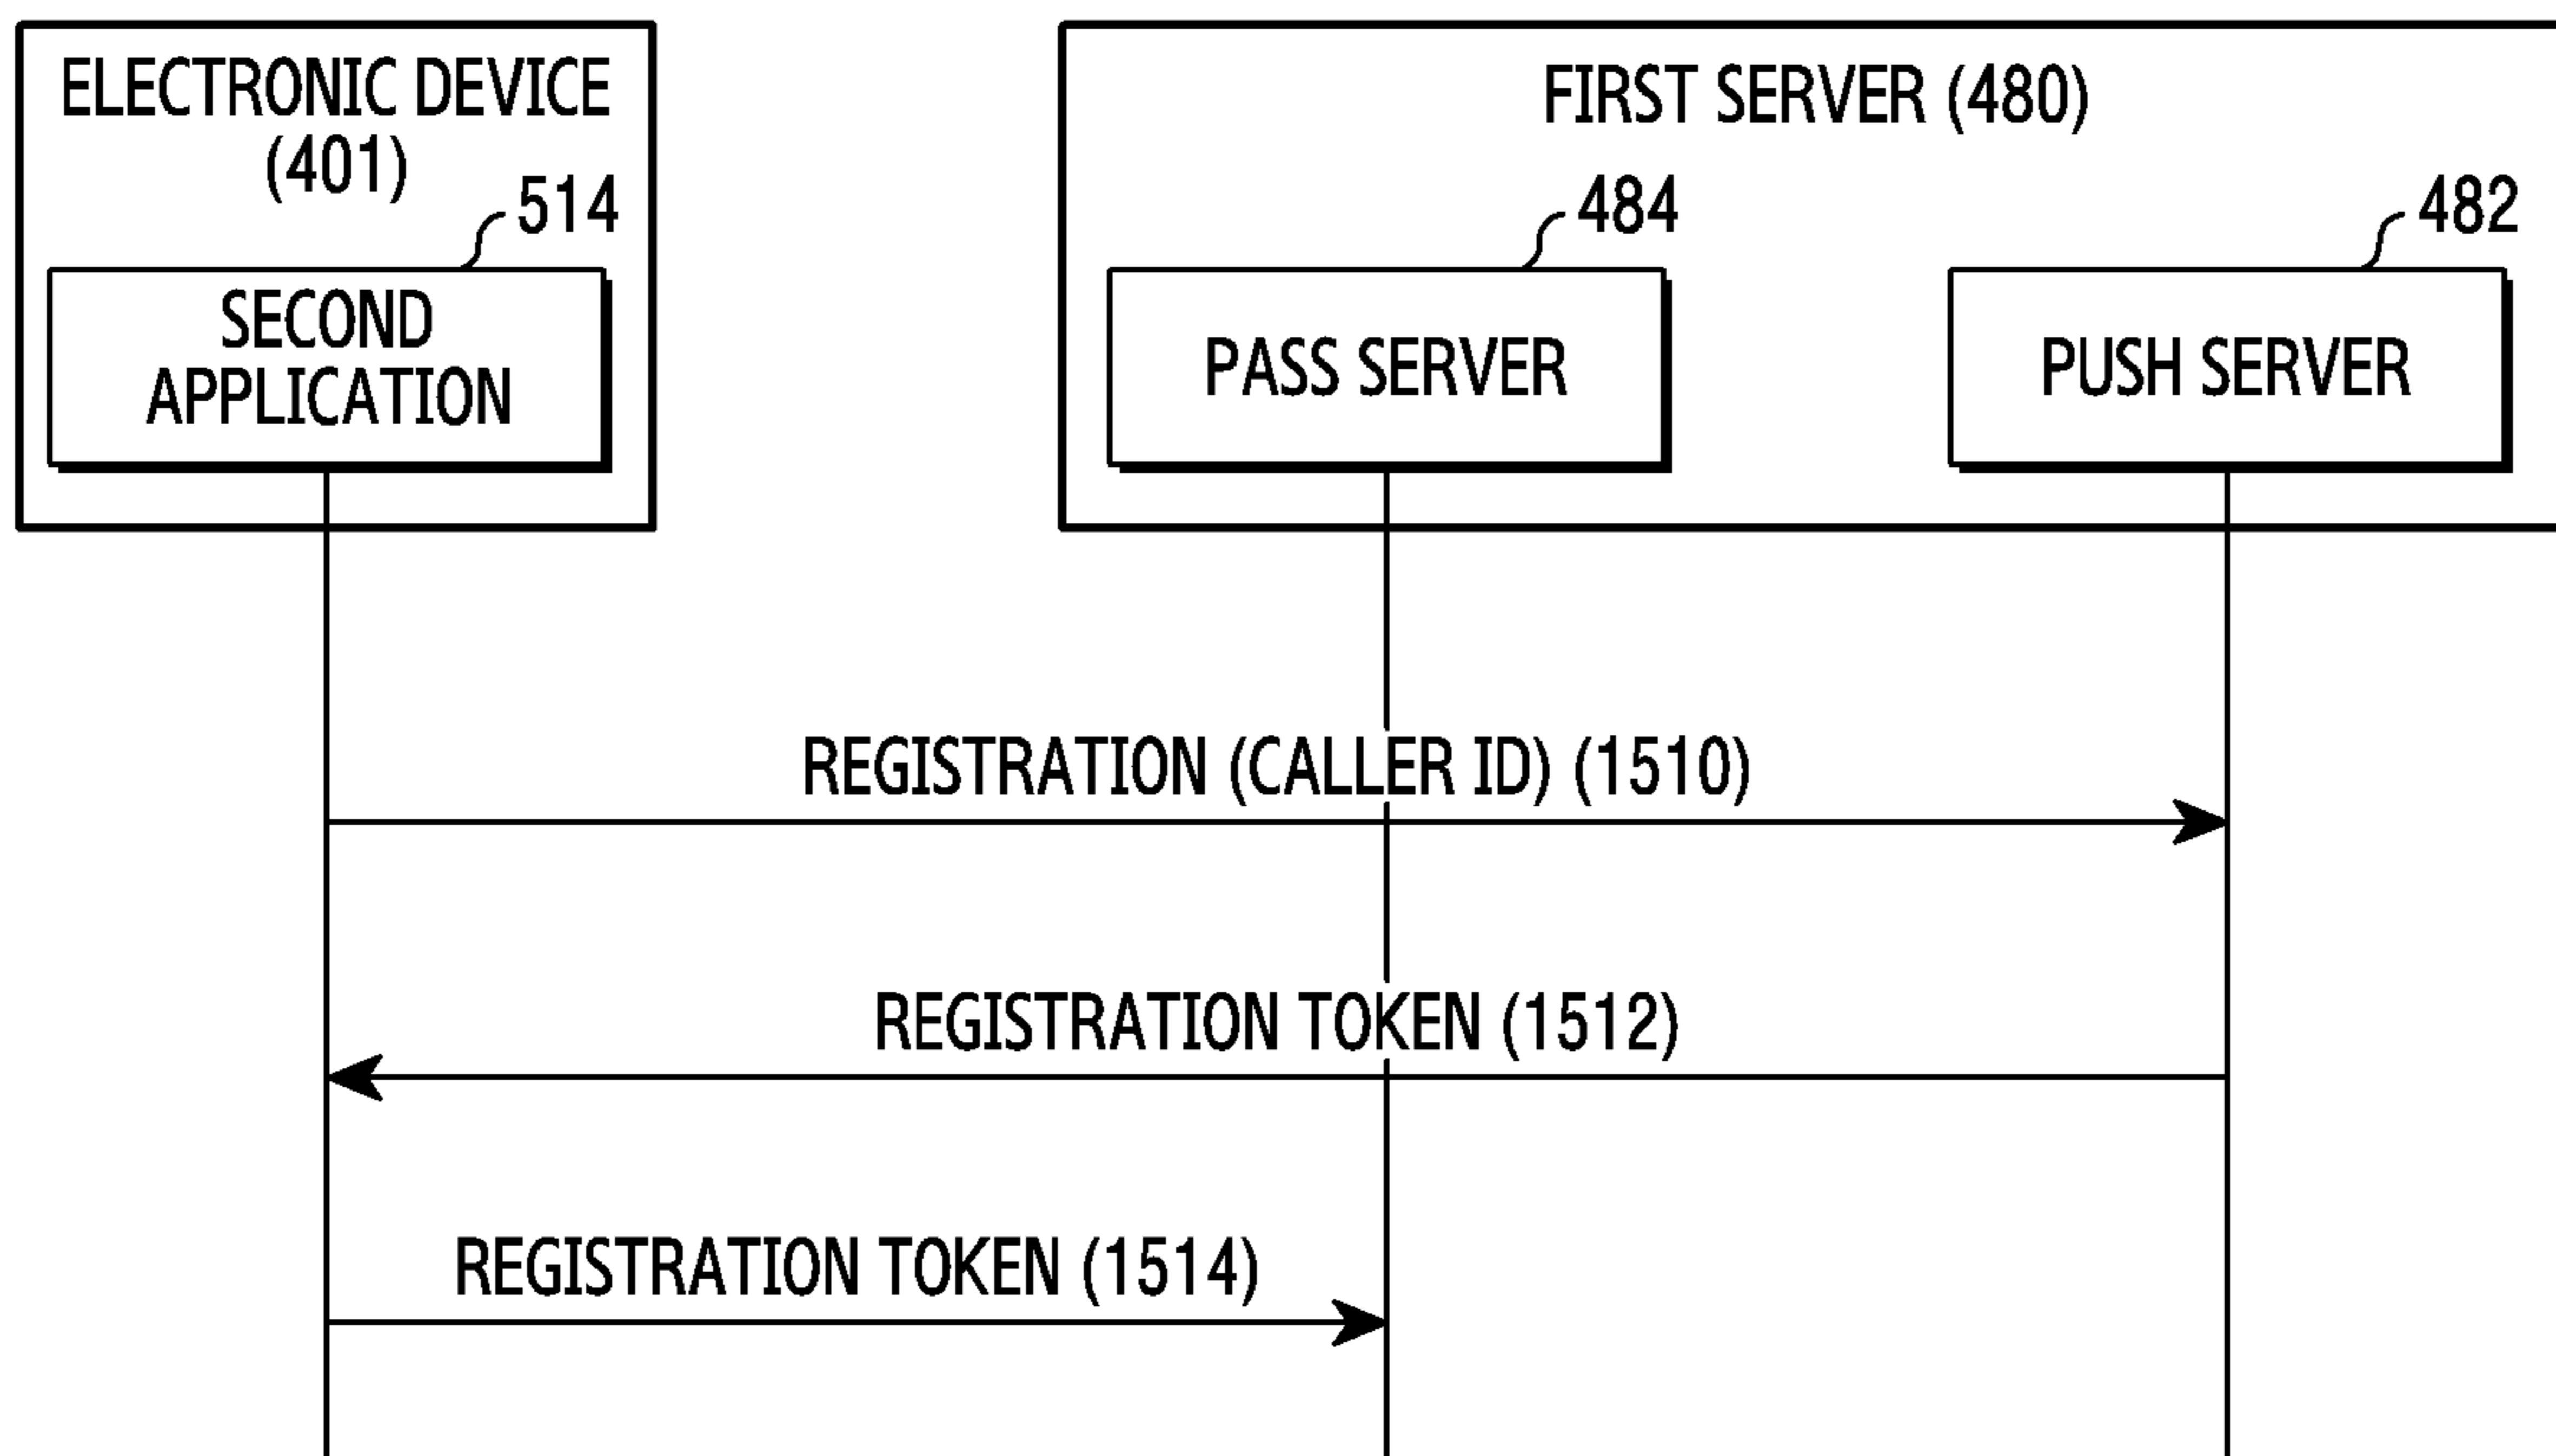 ELECTRONIC DEVICE
(401)
514
SECOND
APPLICATION
FIRST SERVER (480)
484
482
PASS SERVER
PUSH SERVER
REGISTRATION (CALLER ID) (1510)
REGISTRATION TOKEN (1512)
REGISTRATION TOKEN (1514)